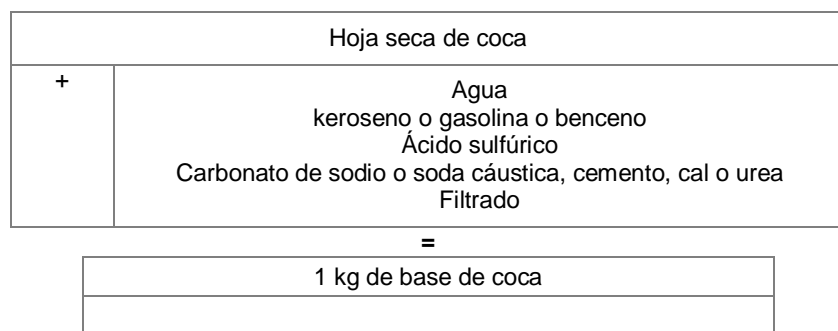 Hoja seca de coca
+
Agua
keroseno o gasolina o benceno
Ácido sulfúrico
Carbonato de sodio o soda cáustica, cemento, cal o urea
Filtrado
=
1 kg de base de coca